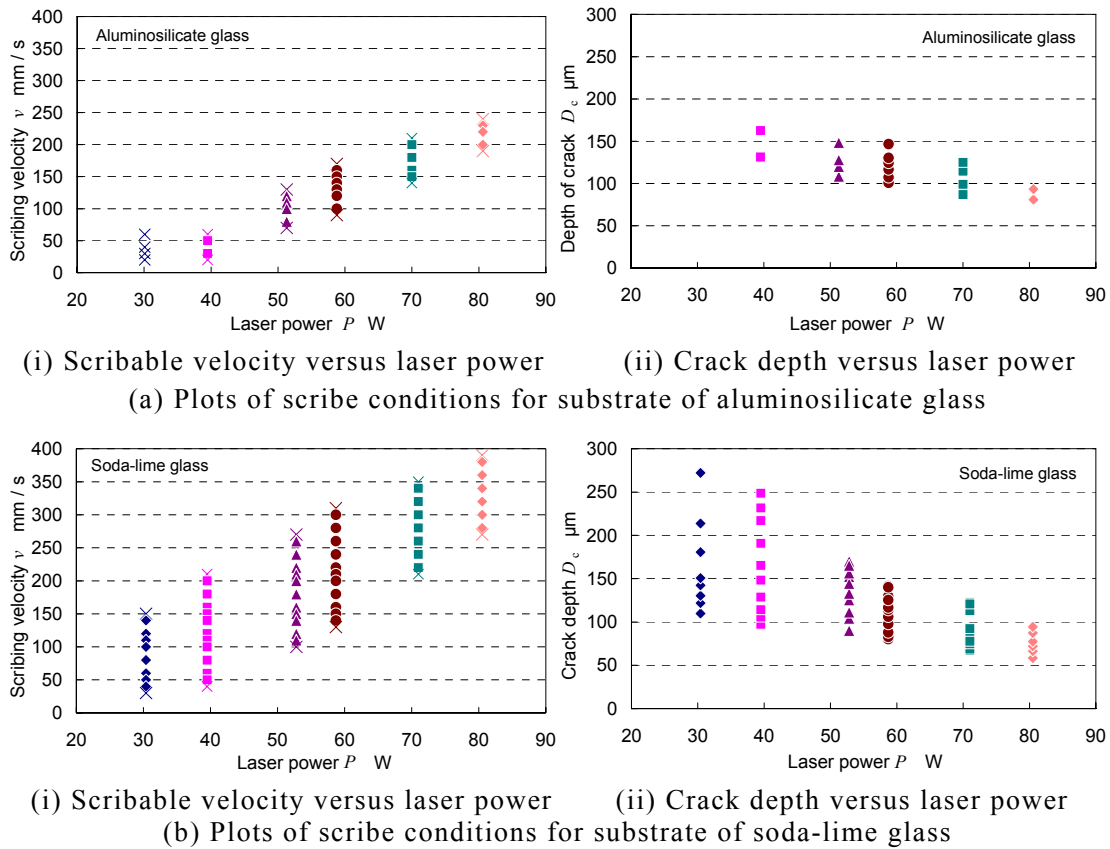 400
350
300
250
200
150
100
50
0
Scribing velocity v mm / s
Aluminosilicate glass
20 30 40 50 60 70 80 90
Laser power P W
300
250
200
150
100
50
0
Depth of crack D c μm
Aluminosilicate glass
20 30 40 50 60 70 80 90
Laser power P W
(i) Scribable velocity versus laser power
(ii) Crack depth versus laser power
(a) Plots of scribe conditions for substrate of aluminosilicate glass
400
350
300
250
200
150
100
50
0
Scribing velocity v mm / s
Soda-lime glass
20 30 40 50 60 70 80 90
Laser power P W
300
250
200
150
100
50
0
Crack depth D c μm
Soda-lime glass
20 30 40 50 60 70 80 90
Laser power P W
(i) Scribable velocity versus laser power
(ii) Crack depth versus laser power
(b) Plots of scribe conditions for substrate of soda-lime glass